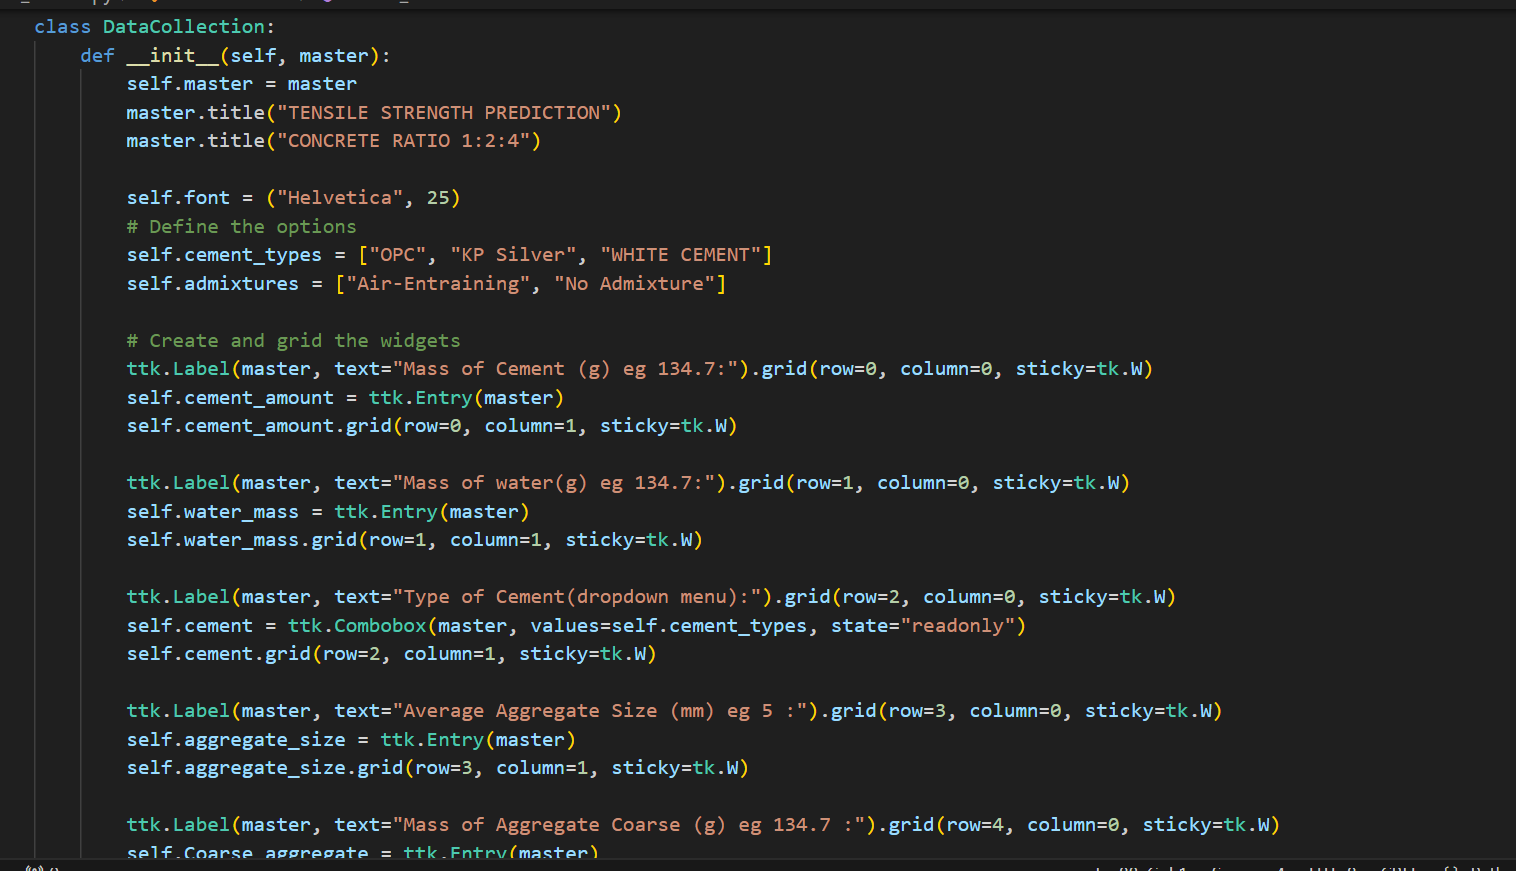 class DataCollection:
    def __init__(self, master):
        self.master = master
        master.title("TENSILE STRENGTH PREDICTION")
        master.title("CONCRETE RATIO 1:2:4")

        self.font = ("Helvetica", 25)
        # Define the options
        self.cement_types = ["OPC", "KP Silver", "WHITE CEMENT"]
        self.admixtures = ["Air-Entraining", "No Admixture"]

        # Create and grid the widgets
        ttk.Label(master, text="Mass of Cement (g) eg 134.7:").grid(row=0, column=0, sticky=tk.W)
        self.cement_amount = ttk.Entry(master)
        self.cement_amount.grid(row=0, column=1, sticky=tk.W)

        ttk.Label(master, text="Mass of water(g) eg 134.7:").grid(row=1, column=0, sticky=tk.W)
        self.water_mass = ttk.Entry(master)
        self.water_mass.grid(row=1, column=1, sticky=tk.W)

        ttk.Label(master, text="Type of Cement(dropdown menu):").grid(row=2, column=0, sticky=tk.W)
        self.cement = ttk.Combobox(master, values=self.cement_types, state="readonly")
        self.cement.grid(row=2, column=1, sticky=tk.W)

        ttk.Label(master, text="Average Aggregate Size (mm) eg 5 :").grid(row=3, column=0, sticky=tk.W)
        self.aggregate_size = ttk.Entry(master)
        self.aggregate_size.grid(row=3, column=1, sticky=tk.W)

        ttk.Label(master, text="Mass of Aggregate Coarse (g) eg 134.7 :").grid(row=4, column=0, sticky=tk.W)
        self.Coarse_aggregate = ttk.Entry(master)